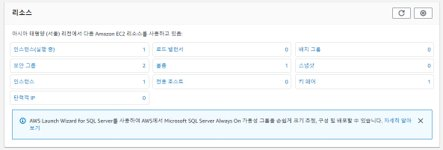 리소스
아시아 태평양 (서울) 리전에서 다음 Amazon EC2 리소스를 사용하고 있음:
인스턴스(실행 중) 1 로드 밸런서 0 배치 그룹 0
보안 그룹 2 볼륨 1 스냅샷 0
인스턴스 1 전용 호스트 0 키 페어 1
탄력적 IP 0
AWS Launch Wizard for SQL Server를 사용하여 AWS에서 Microsoft SQL Server Always On 가용성 그룹을 손쉽게 크기 조정, 구성 및 배포할 수 있습니다. 자세히 알아
보기